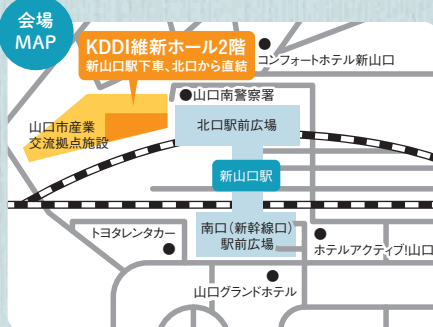 会場
MAP
KDDI維新ホール2階
新山口駅下車、北口から直結
コンフォートホテル新山口
山口南警察署
山口市産業
交流拠点施設
北口駅前広場
新山口駅
トヨタレンタカー
南口(新幹線口)
駅前広場
ホテルアクティブ!山口
山口グランドホテル